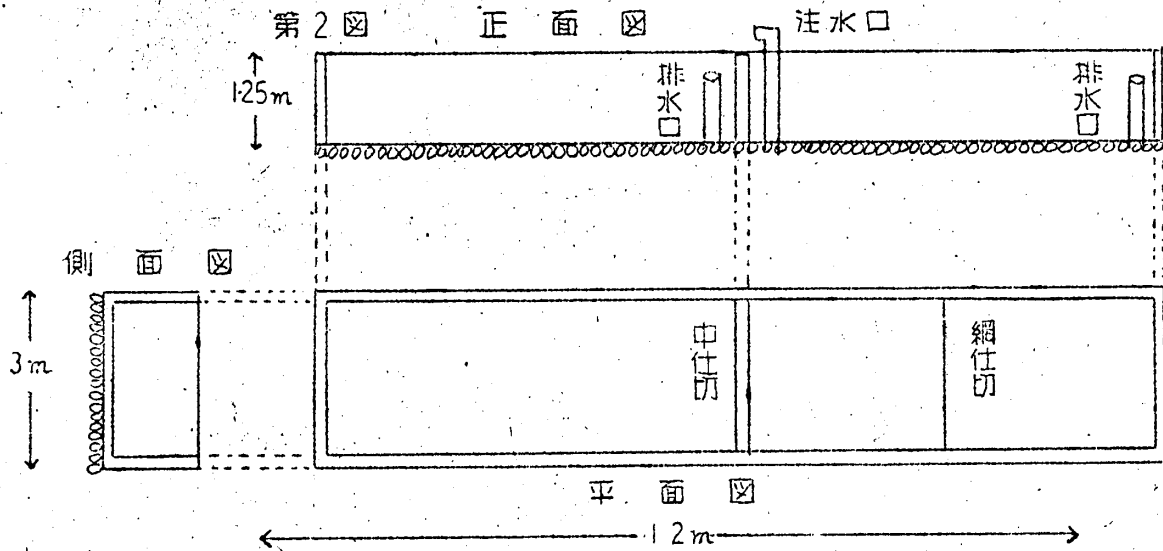 第2図 正面図 注水口
1.25m
排水口
排水口
側面図
3m
中仕切
網仕切
平面図
12m